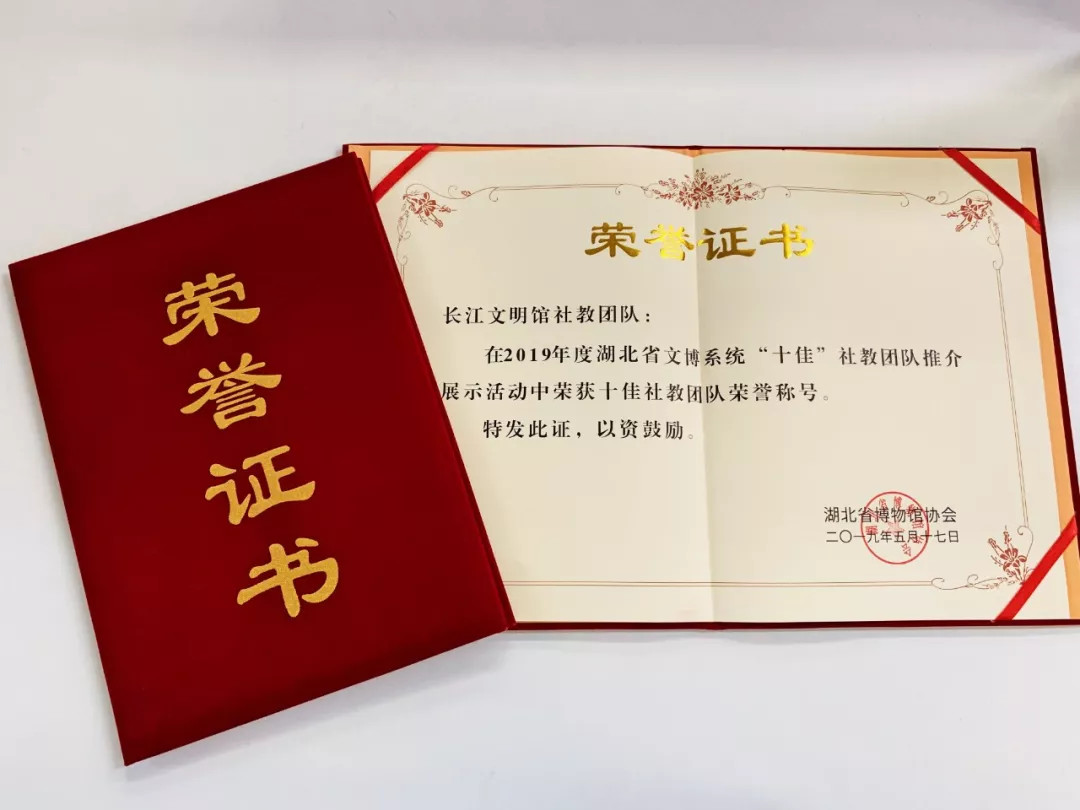 荣誉证书
荣誉证书
长江文明馆社教团队：
在2019年度湖北省文博系统“十佳”社教团队推介
展示活动中荣获十佳社教团队荣誉称号。
特发此证，以资鼓励。
湖北省博物馆协会
二〇一九年五月十七日